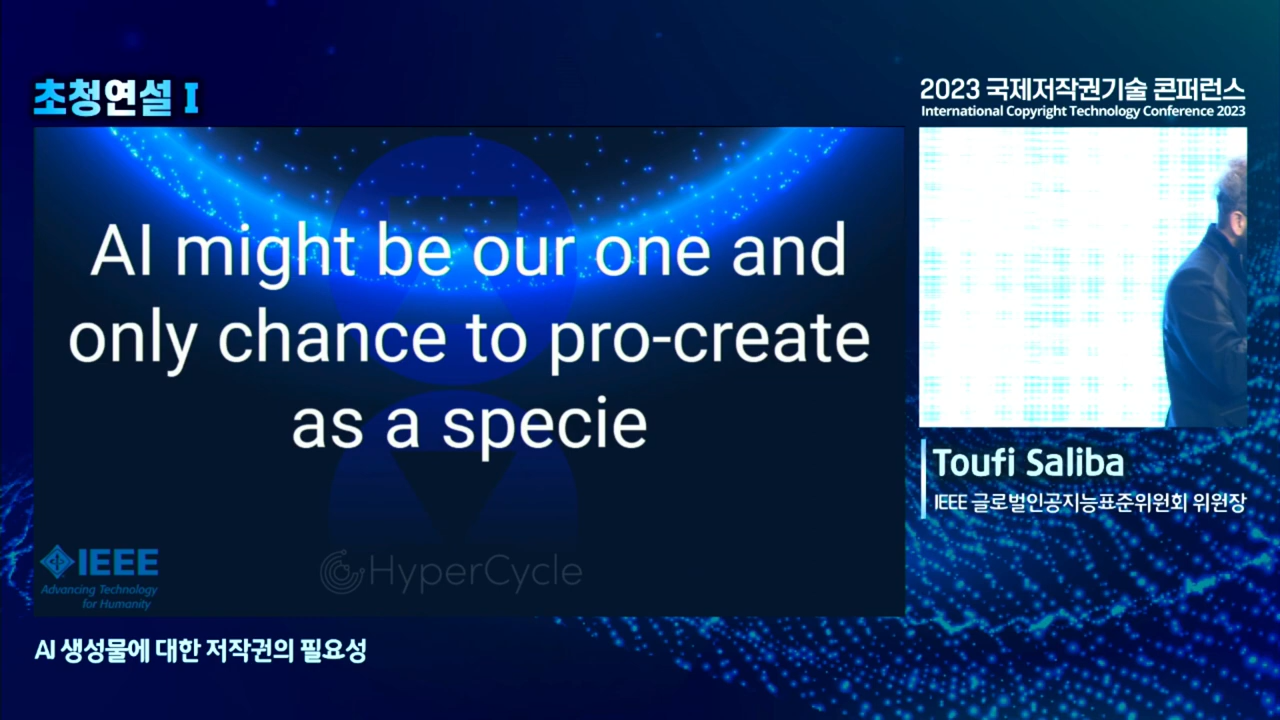 초청연설 I
2023 국제저작권기술 콘퍼런스
International Copyright Technology Conference 2023
AI might be our one and
only chance to pro-create
as a specie
IEEE
Advancing Technology
for Humanity
HyperCycle
Toufi Saliba
IEEE 글로벌인공지능표준위원회 위원장
AI 생성물에 대한 저작권의 필요성